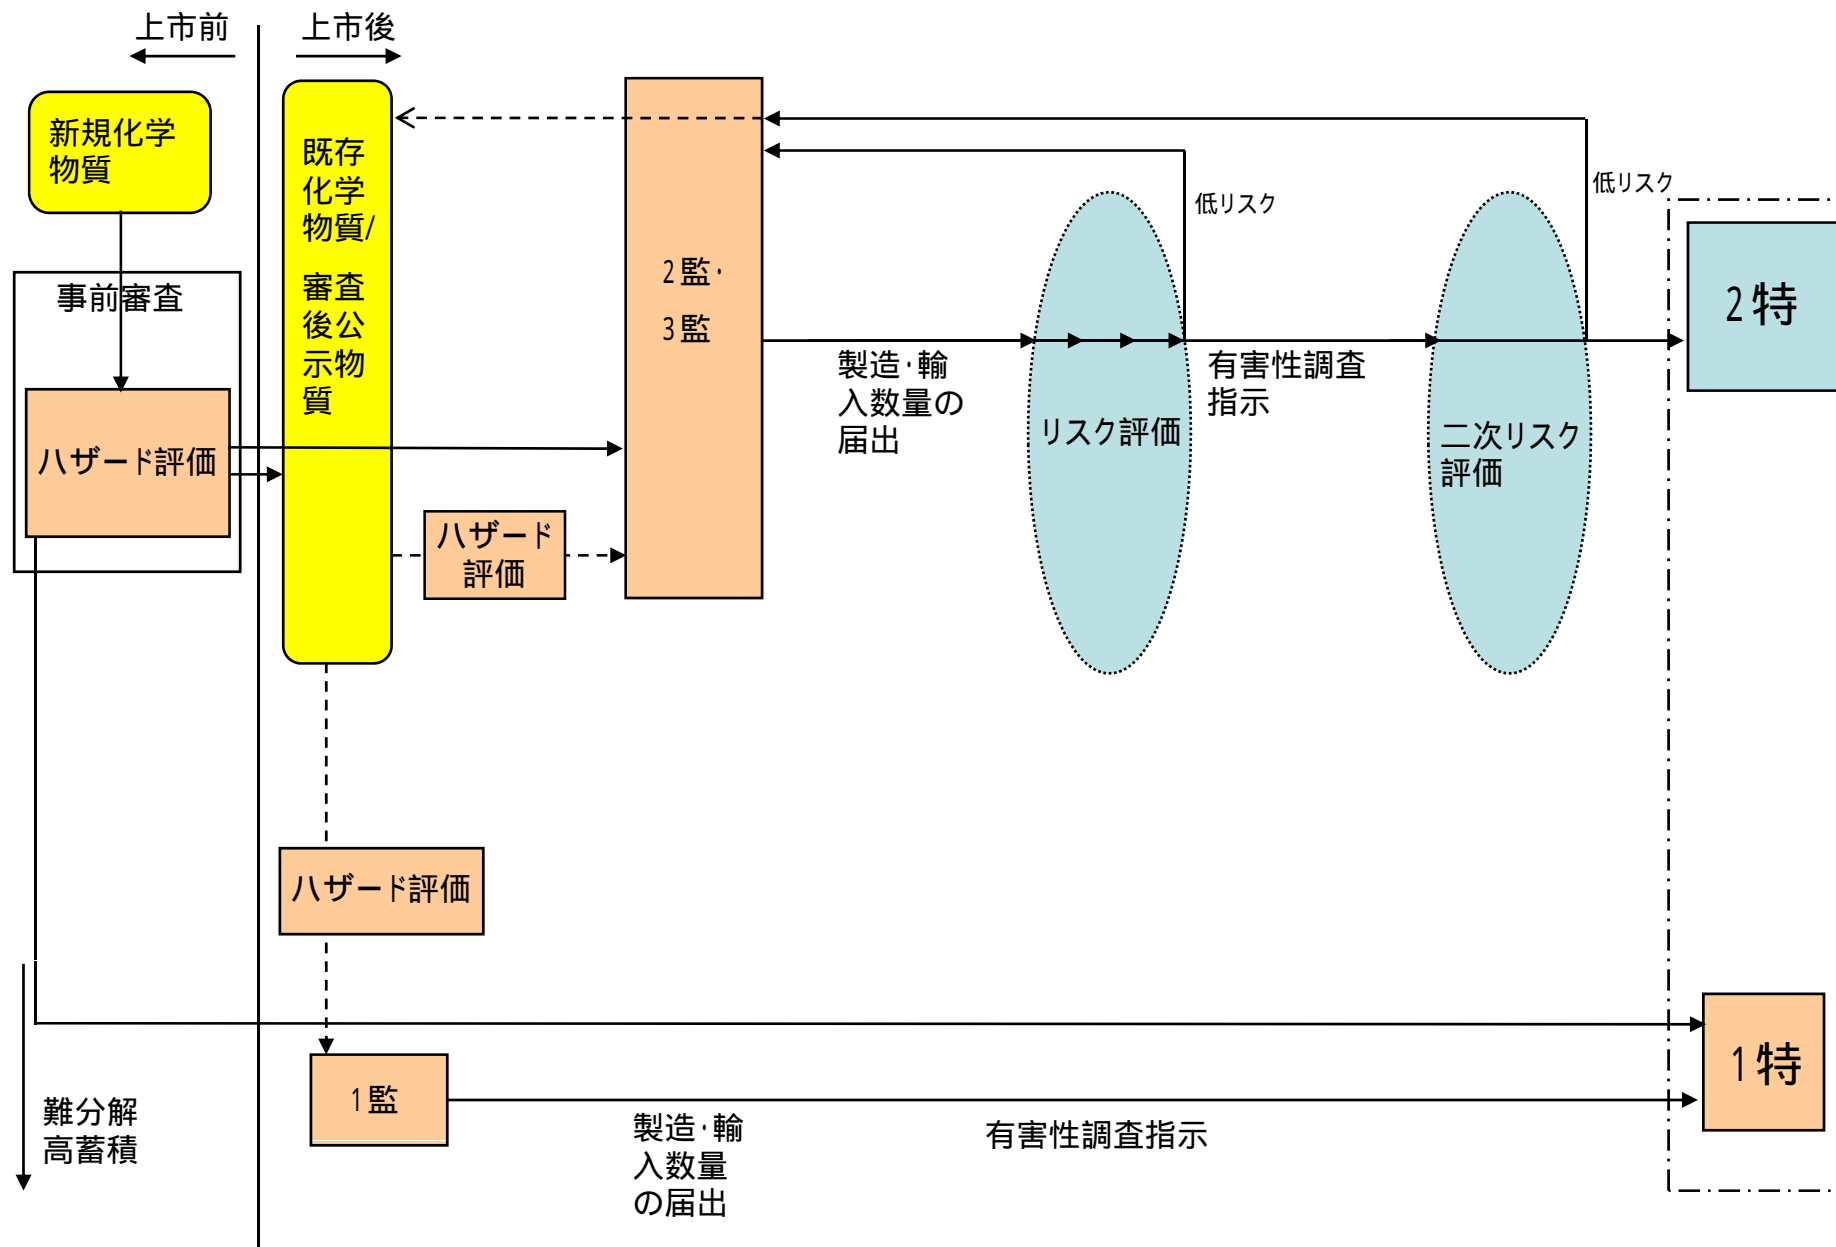 上市前
上市後
新規化学
物質
事前審査
ハザード評価
既存
化学
物質/
審査
後公
示物
質
ハザード
評価
2監・
3監
製造・輸
入数量の
届出
リスク評価
低リスク
有害性調査
指示
二次リスク
評価
低リスク
2特
ハザード評価
難分解
高蓄積
1監
製造・輸
入数量
の届出
有害性調査指示
1特